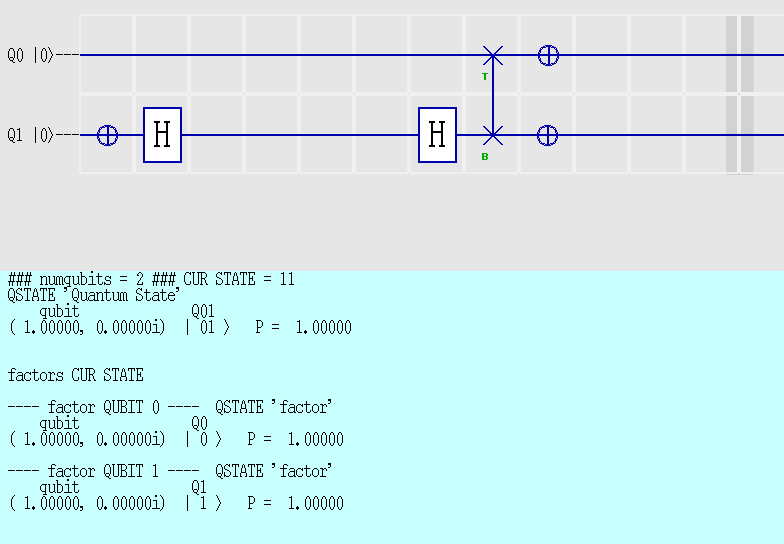 Q0 |0⟩---
T
Q1 |0⟩--- H H
B
### numqubits = 2 ### CUR STATE = 11
QSTATE 'Quantum State'
qubit Q01
( 1.00000, 0.00000i) | 01 ⟩ P = 1.00000
factors CUR STATE
---- factor QUBIT 0 ---- QSTATE 'factor'
qubit Q0
( 1.00000, 0.00000i) | 0 ⟩ P = 1.00000
---- factor QUBIT 1 ---- QSTATE 'factor'
qubit Q1
( 1.00000, 0.00000i) | 1 ⟩ P = 1.00000